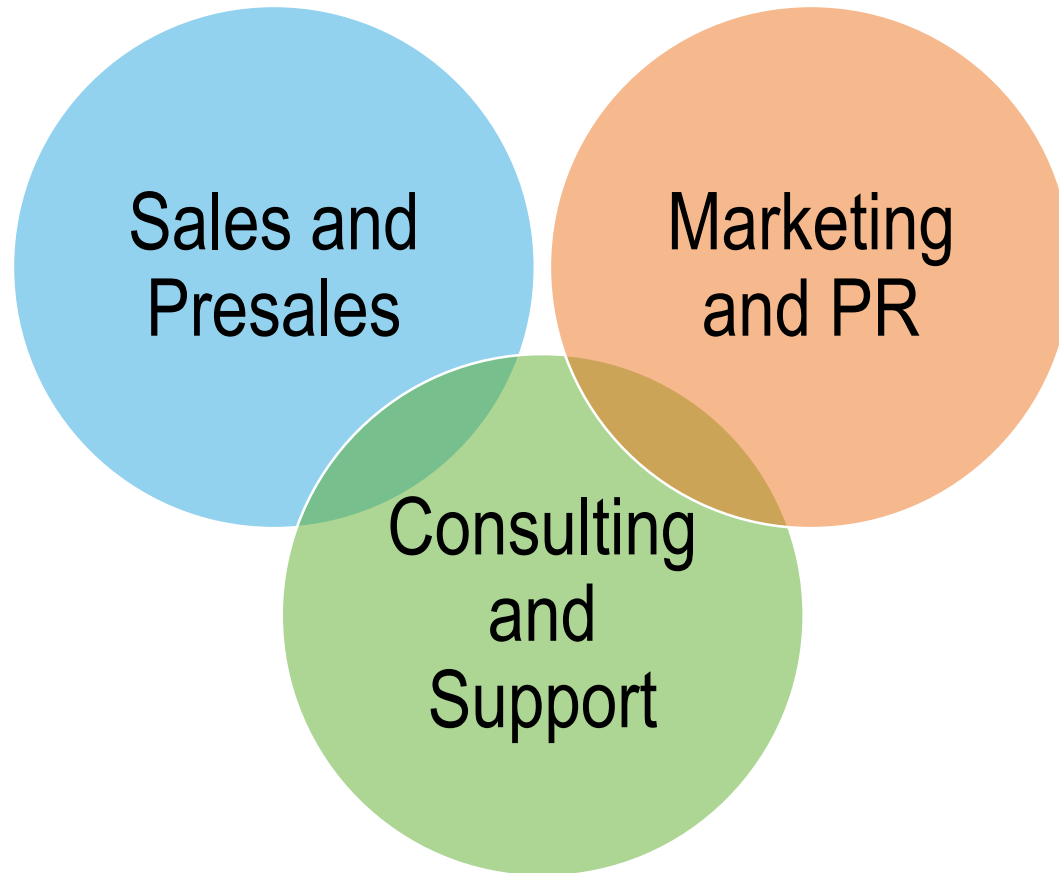 Sales and
Presales
Marketing
and PR
Consulting
and
Support